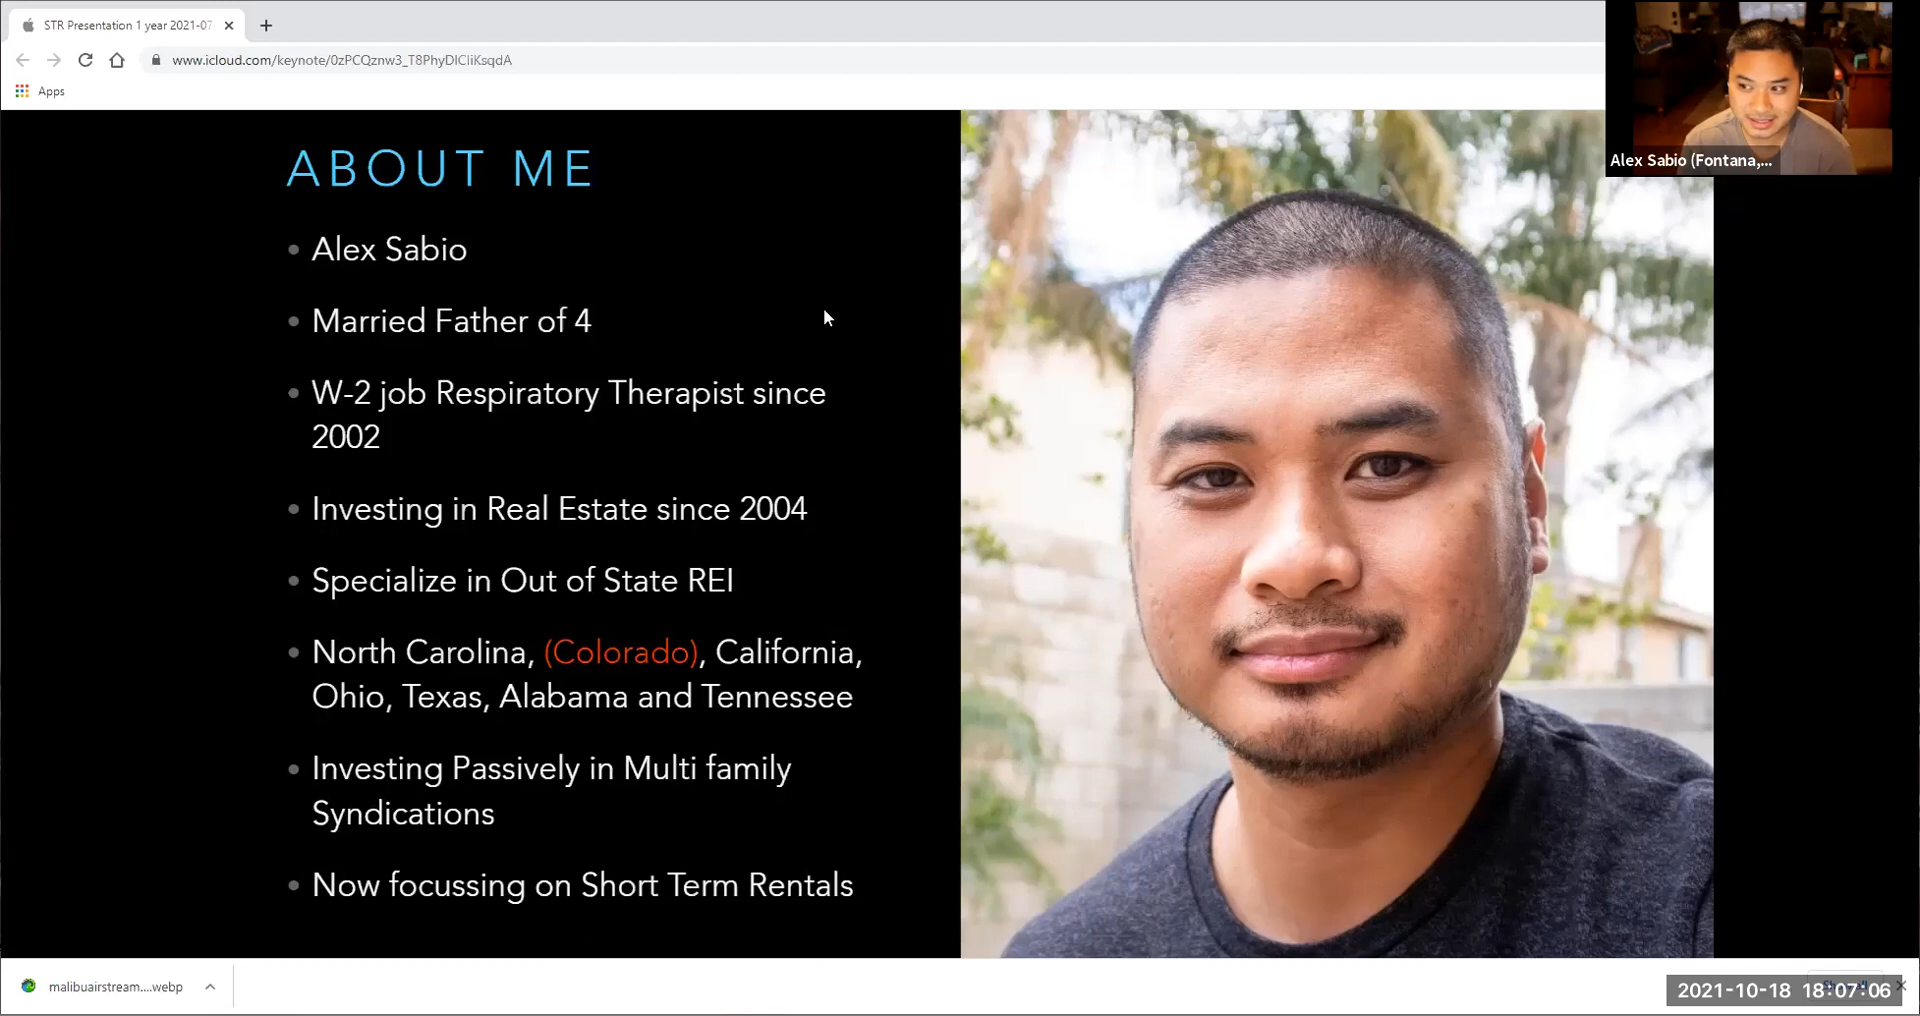 STR Presentation 1 year 2021-07
www.icloud.com/keynote/0zPCQznw3_T8PhyDICIiKsqdA
Apps
Alex Sabio (Fontana,...
ABOUT ME
• Alex Sabio
• Married Father of 4
• W-2 job Respiratory Therapist since
2002
• Investing in Real Estate since 2004
• Specialize in Out of State REI
• North Carolina, (Colorado), California,
Ohio, Texas, Alabama and Tennessee
• Investing Passively in Multi family
Syndications
• Now focussing on Short Term Rentals
malibuairstream....webp
2021-10-18 18:07:06